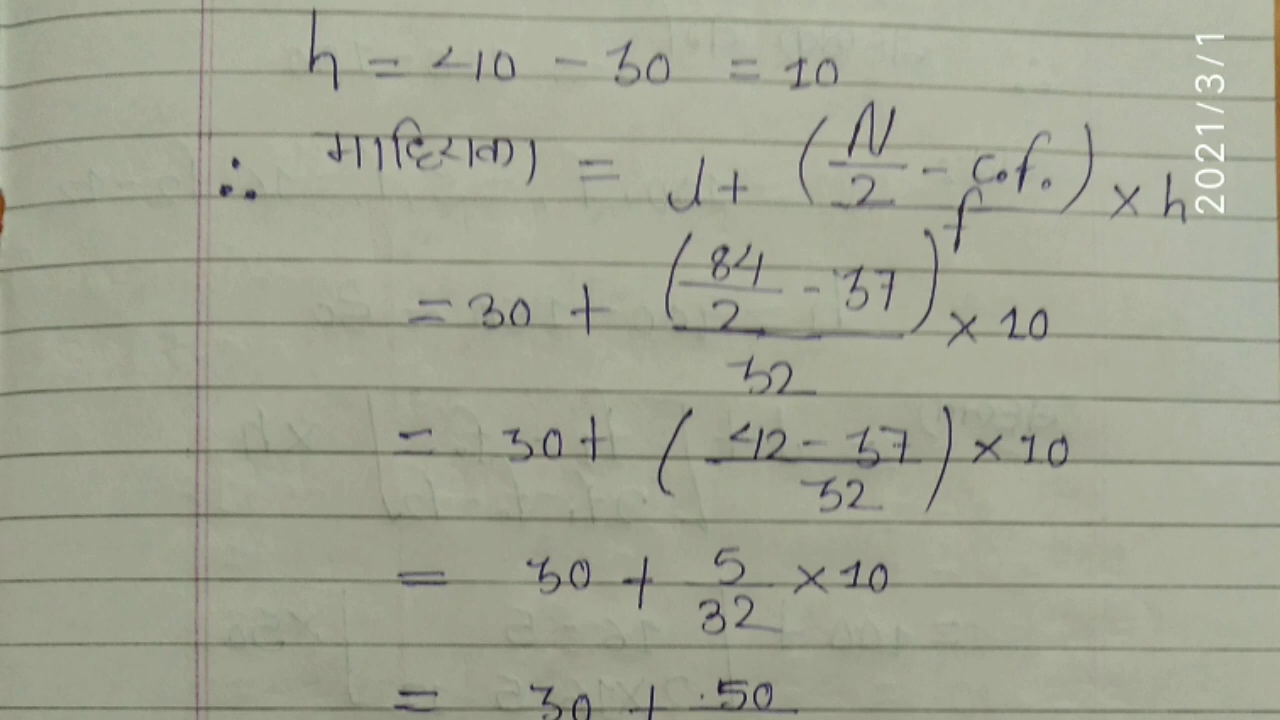 h = 40 - 30 = 10
∴ माध्यिका = l + (N/2 - c.f.)/f × h
= 30 + (84/2 - 37)/32 × 10
= 30 + (42 - 37/32) × 10
= 30 + 5/32 × 10
= 30 + 50
2021/3/1